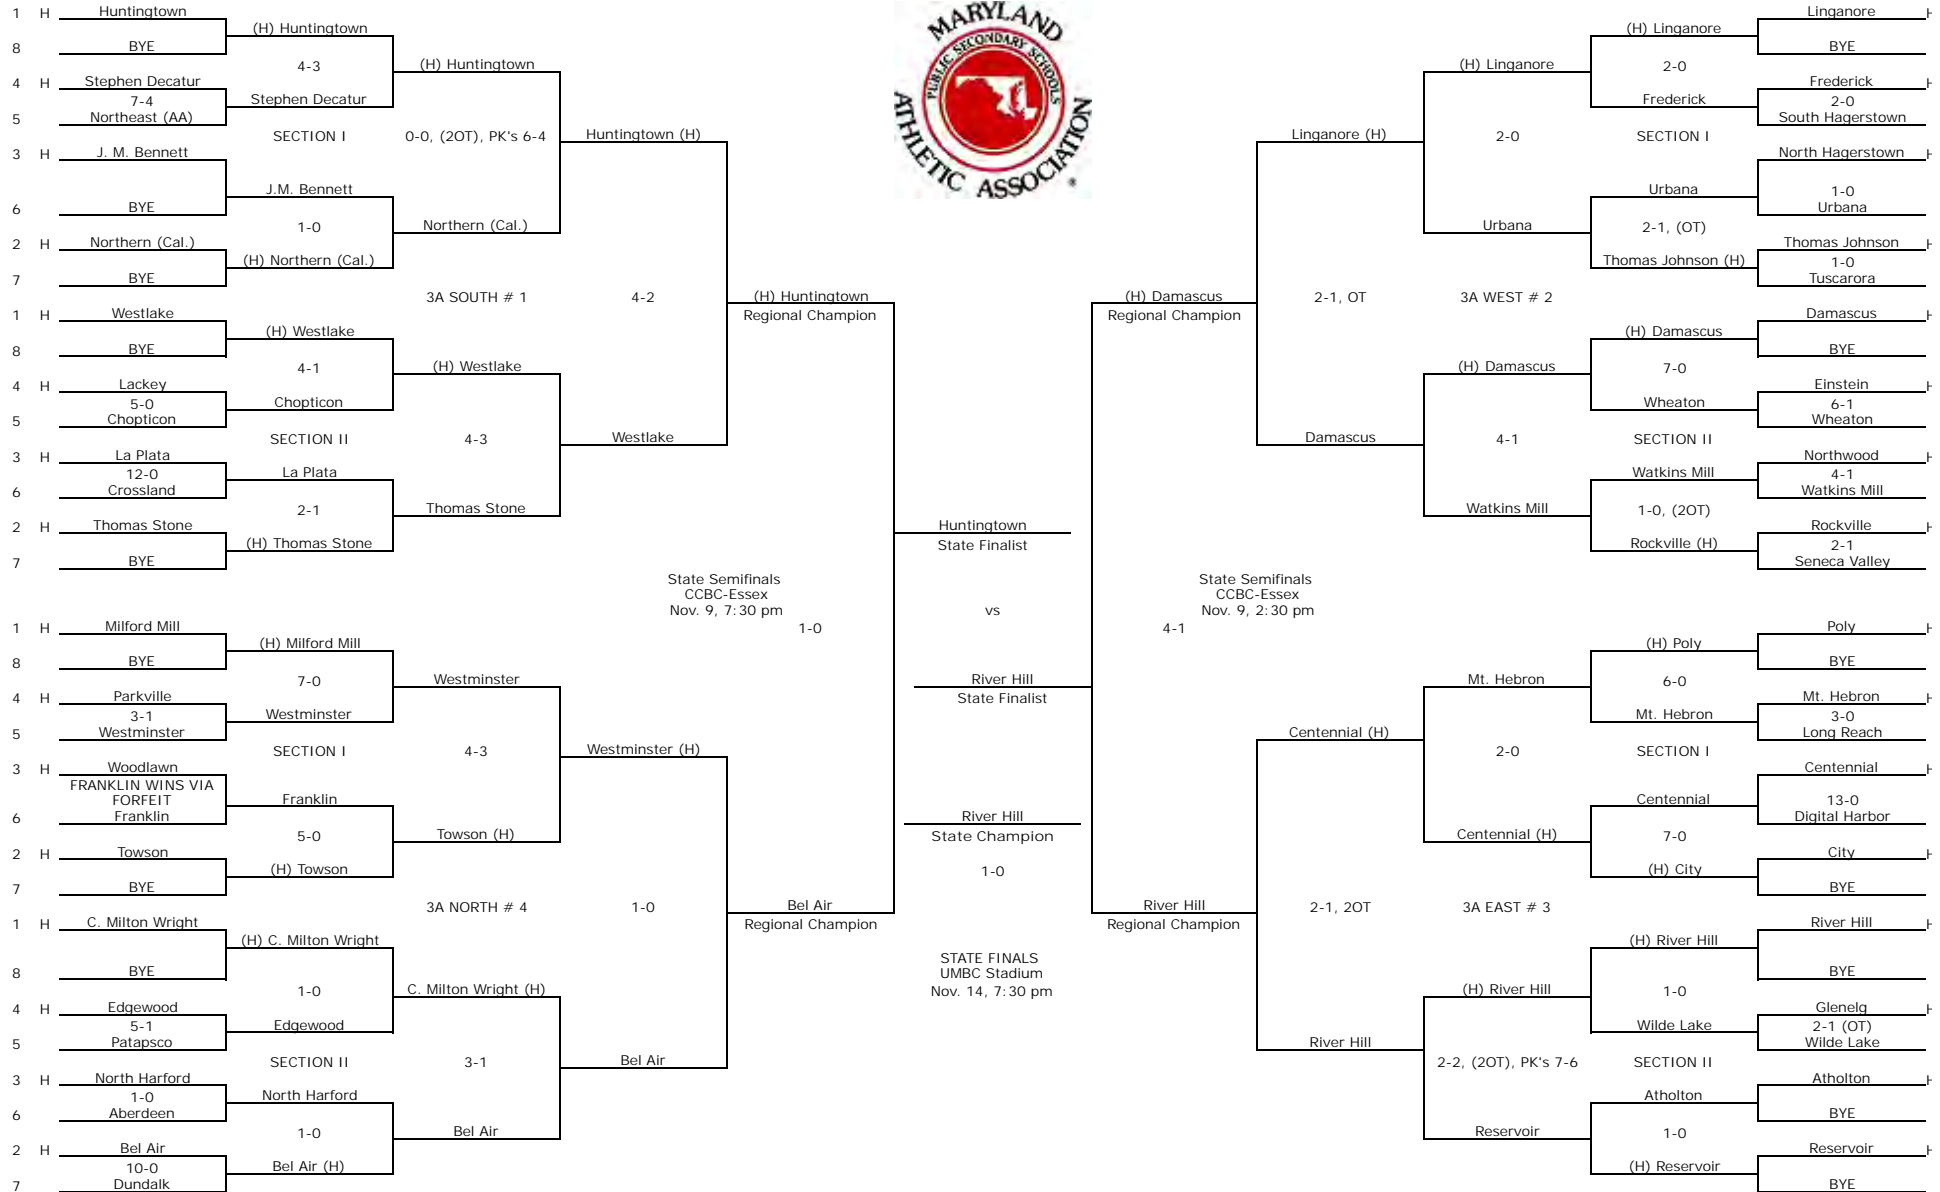 MARYLAND
PUBLIC SECONDARY SCHOOLS
ATHLETIC ASSOCIATION
®
1 H Huntingtown
8 BYE
(H) Huntingtown
4-3
4 H Stephen Decatur
7-4
5 Northeast (AA)
Stephen Decatur
(H) Huntingtown
SECTION I
0-0, (2OT), PK's 6-4
3 H J. M. Bennett
6 BYE
J.M. Bennett
1-0
2 H Northern (Cal.)
7 BYE
(H) Northern (Cal.)
Northern (Cal.)
Huntingtown (H)
3A SOUTH # 1
4-2
1 H Westlake
8 BYE
(H) Westlake
4-1
4 H Lackey
5-0
5 Chopticon
Chopticon
(H) Westlake
SECTION II
4-3
3 H La Plata
12-0
6 Crossland
La Plata
2-1
2 H Thomas Stone
7 BYE
(H) Thomas Stone
Thomas Stone
Westlake
(H) Huntingtown
Regional Champion
State Semifinals
CCBC-Essex
Nov. 9, 7:30 pm
1-0
1 H Milford Mill
8 BYE
(H) Milford Mill
7-0
4 H Parkville
3-1
5 Westminster
Westminster
Westminster
SECTION I
4-3
3 H Woodlawn
FRANKLIN WINS VIA
FORFEIT
6 Franklin
Franklin
5-0
2 H Towson
7 BYE
(H) Towson
Towson (H)
Westminster (H)
3A NORTH # 4
1-0
1 H C. Milton Wright
8 BYE
(H) C. Milton Wright
1-0
4 H Edgewood
5-1
5 Patapsco
Edgewood
C. Milton Wright (H)
SECTION II
3-1
3 H North Harford
1-0
6 Aberdeen
North Harford
1-0
2 H Bel Air
10-0
7 Dundalk
Bel Air (H)
Bel Air
Bel Air
Bel Air
Regional Champion
Huntingtown
State Finalist
vs
River Hill
State Finalist
River Hill
State Champion
1-0
STATE FINALS
UMBC Stadium
Nov. 14, 7:30 pm
Linganore H
BYE
(H) Linganore
2-0
Frederick H
2-0
South Hagerstown
Frederick
(H) Linganore
SECTION I
2-0
North Hagerstown H
1-0
Urbana
Urbana
2-1, (OT)
Thomas Johnson H
1-0
Tuscarora
Thomas Johnson (H)
Urbana
Linganore (H)
3A WEST # 2
2-1, OT
Damascus H
BYE
(H) Damascus
7-0
Einstein H
6-1
Wheaton
Wheaton
(H) Damascus
SECTION II
4-1
Northwood H
4-1
Watkins Mill
Watkins Mill
1-0, (2OT)
Rockville H
2-1
Seneca Valley
Rockville (H)
Watkins Mill
Damascus
(H) Damascus
Regional Champion
State Semifinals
CCBC-Essex
Nov. 9, 2:30 pm
4-1
Poly H
BYE
(H) Poly
6-0
Mt. Hebron H
3-0
Long Reach
Mt. Hebron
Mt. Hebron
SECTION I
2-0
Centennial H
13-0
Digital Harbor
Centennial
7-0
City H
BYE
(H) City
Centennial (H)
Centennial (H)
3A EAST # 3
2-1, 2OT
River Hill H
BYE
(H) River Hill
1-0
Glenelg H
2-1 (OT)
Wilde Lake
Wilde Lake
(H) River Hill
SECTION II
2-2, (2OT), PK's 7-6
Atholton H
BYE
Atholton
1-0
Reservoir H
BYE
(H) Reservoir
Reservoir
River Hill
River Hill
Regional Champion